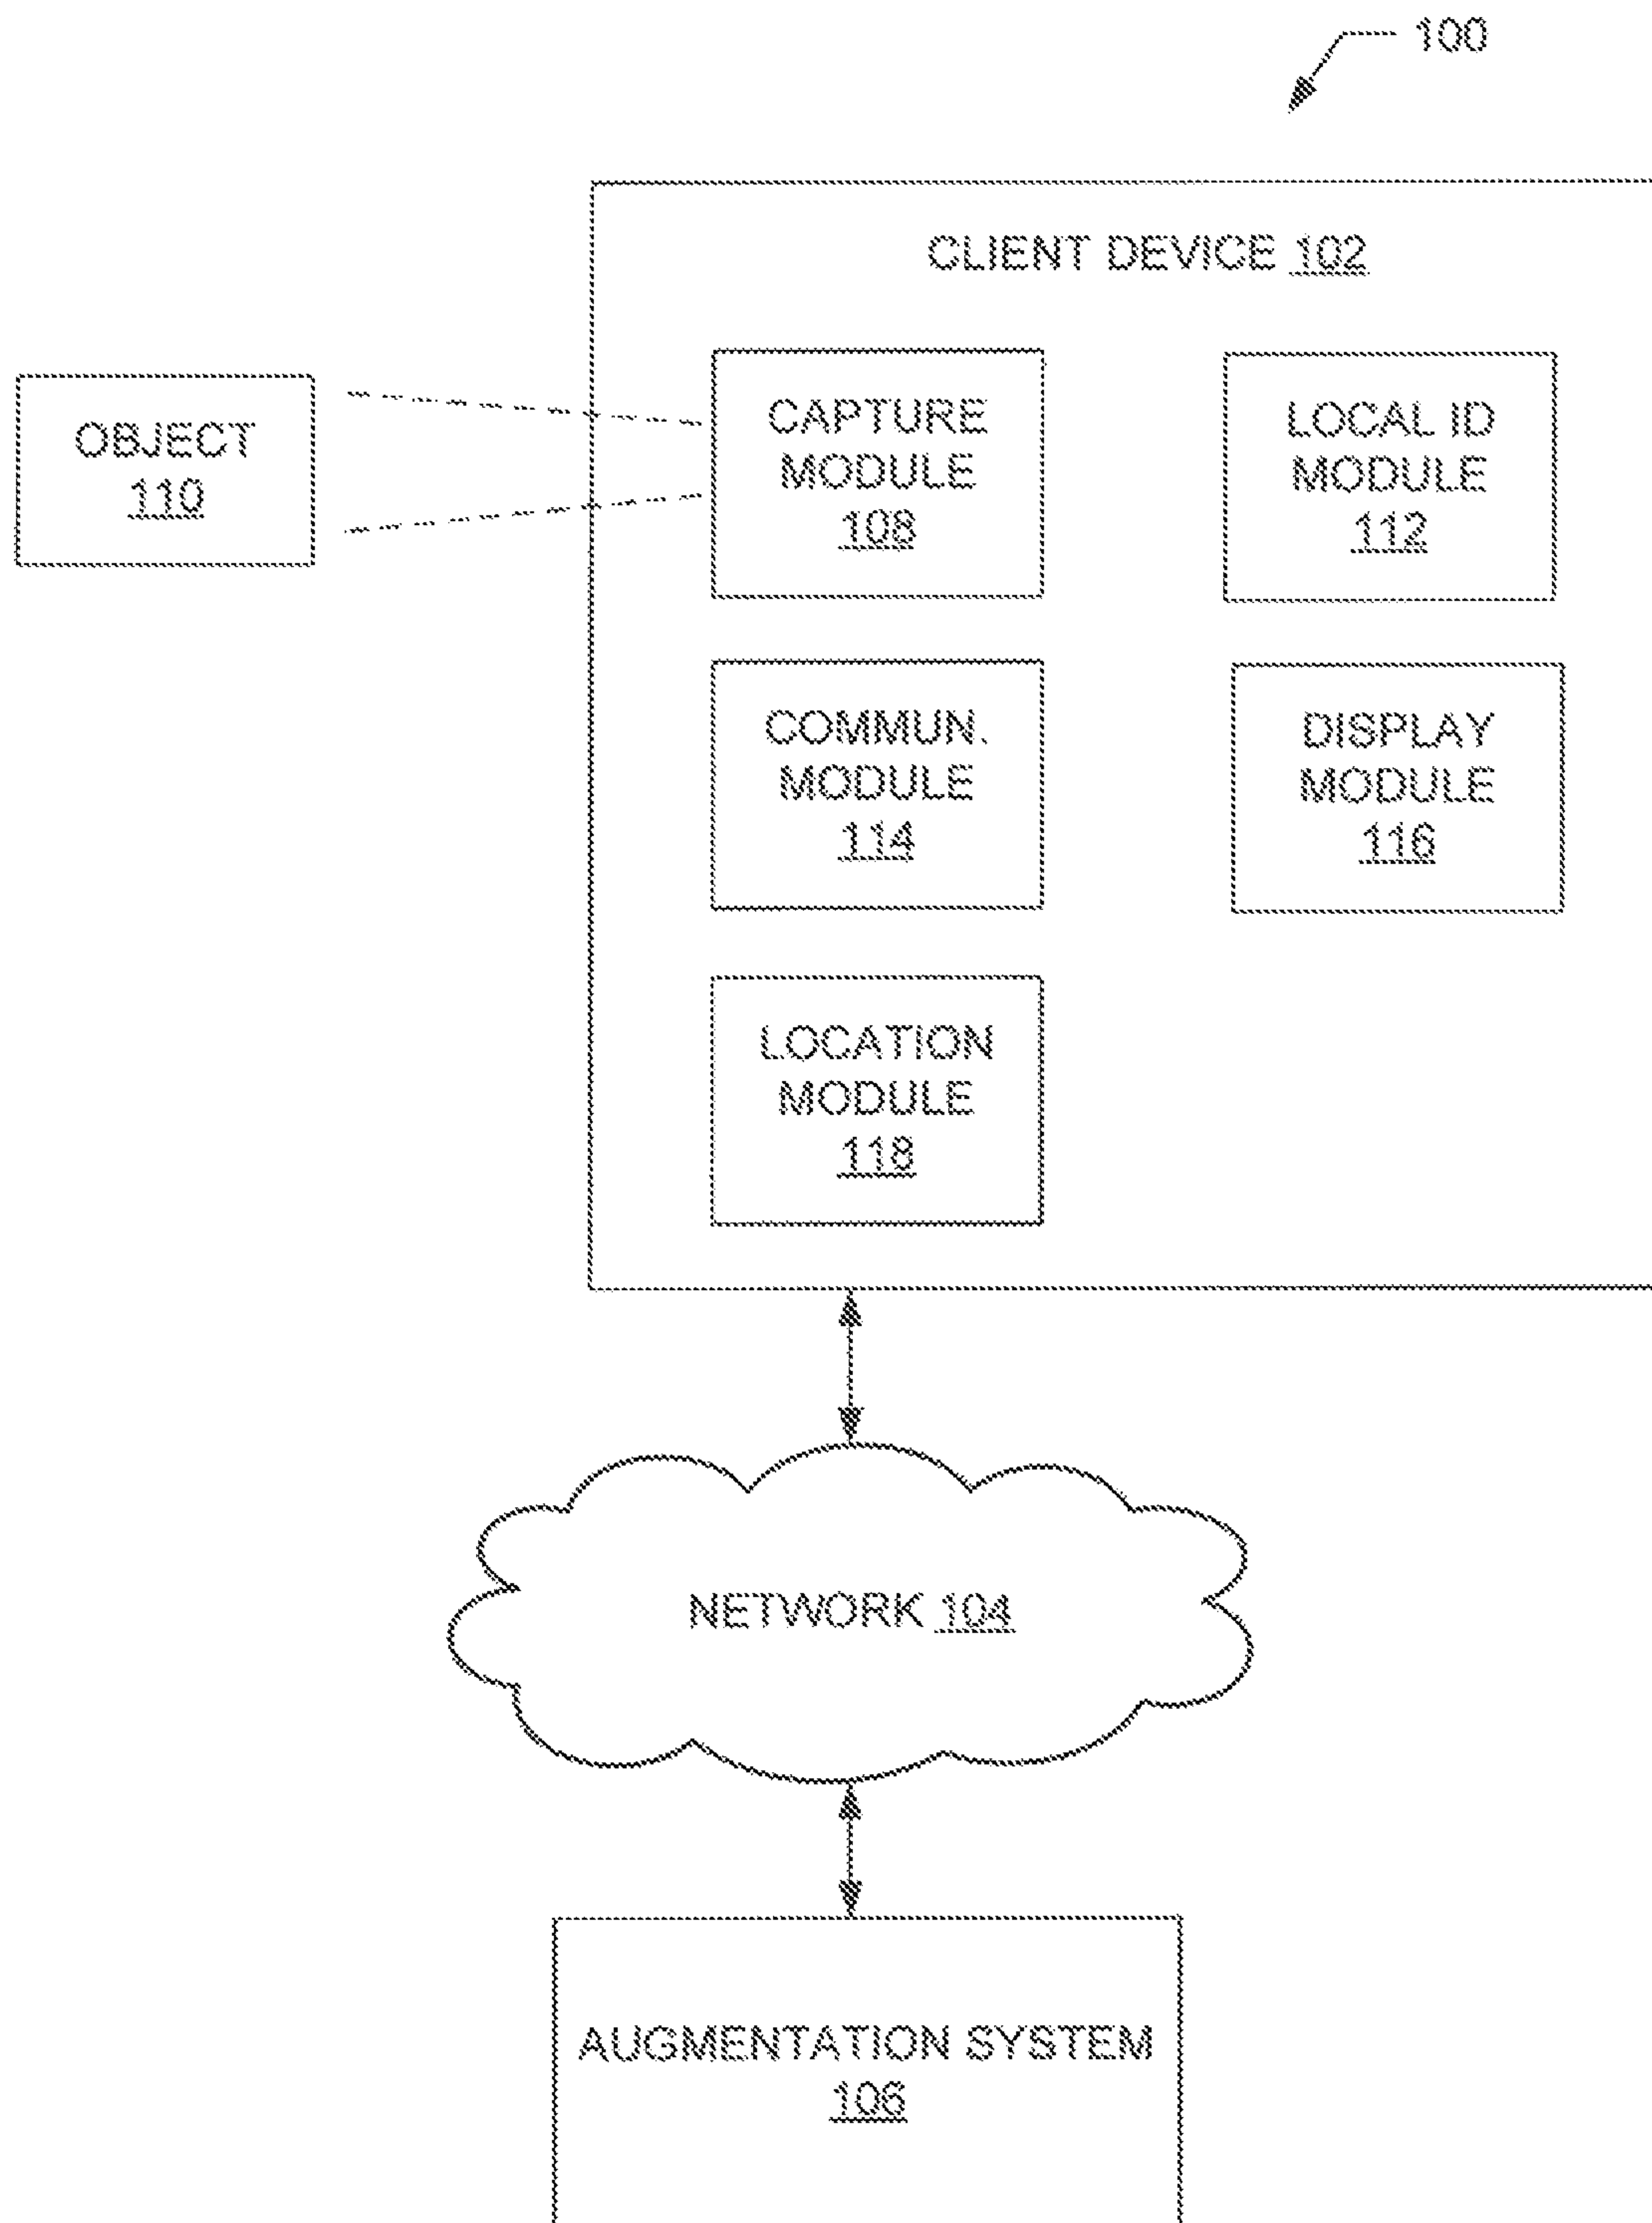 100
CLIENT DEVICE 102
OBJECT
110
CAPTURE
MODULE
108
LOCAL ID
MODULE
112
COMMUN.
MODULE
114
DISPLAY
MODULE
116
LOCATION
MODULE
118
NETWORK 104
AUGMENTATION SYSTEM
106